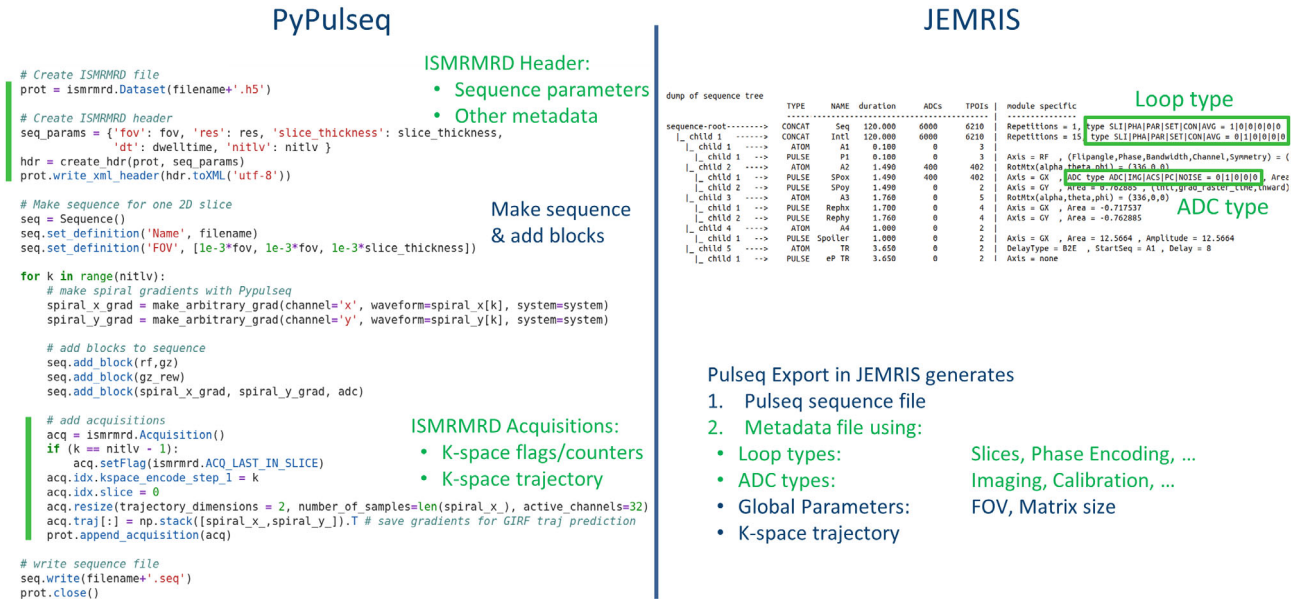 PyPulseq
# Create ISMRMRD file
prot = ismrmrd.Dataset(filename+'.h5')
# Create ISMRMRD header
seq_params = {'fov': fov, 'res': res, 'slice_thickness': slice_thickness,
'dt': dwelltime, 'nitlv': nitlv }
hdr = create_hdr(prot, seq_params)
prot.write_xml_header(hdr.toXML('utf-8'))
ISMRMRD Header:
• Sequence parameters
• Other metadata
# Make sequence for one 2D slice
seq = Sequence()
seq.set_definition('Name', filename)
seq.set_definition('FOV', [1e-3*fov, 1e-3*fov, 1e-3*slice_thickness])
Make sequence
& add blocks
for k in range(nitlv):
# make spiral gradients with Pypulseq
spiral_x_grad = make_arbitrary_grad(channel='x', waveform=spiral_x[k], system=system)
spiral_y_grad = make_arbitrary_grad(channel='y', waveform=spiral_y[k], system=system)
# add blocks to sequence
seq.add_block(rf,gz)
seq.add_block(gz_rew)
seq.add_block(spiral_x_grad, spiral_y_grad, adc)
# add acquisitions
acq = ismrmrd.Acquisition()
if (k == nitlv - 1):
acq.setFlag(ismrmrd.ACQ_LAST_IN_SLICE)
acq.idx.kspace_encode_step_1 = k
acq.idx.slice = 0
acq.resize(trajectory_dimensions = 2, number_of_samples=len(spiral_x_), active_channels=32)
acq.traj[:] = np.stack([spiral_x_,spiral_y_]).T # save gradients for GIRF traj prediction
prot.append_acquisition(acq)
ISMRMRD Acquisitions:
• K-space flags/counters
• K-space trajectory
# write sequence file
seq.write(filename+'.seq')
prot.close()
JEMRIS
dump of sequence tree
Loop type
TYPE NAME duration ADCs TPOIs | module specific
sequence-root-------> CONCAT Seq 120.000 6000 6210 | Repetitions = 1, type SLI|PHA|PAR|SET|CON|AVG = 1|0|0|0|0|0
|_ child 1 ------> CONCAT Intl 120.000 6000 6210 | Repetitions = 15, type SLI|PHA|PAR|SET|CON|AVG = 0|1|0|0|0|0
|_ child 1 ----> ATOM A1 0.100 0 3 |
|_ child 1 --> PULSE P1 0.100 0 3 | Axis = RF , (Flipangle,Phase,Bandwidth,Channel,Symmetry) = (
|_ child 2 ----> ATOM A2 1.490 400 402 | RotMtx(alpha,theta,phi) = (336,0,0)
|_ child 1 --> PULSE SPox 1.490 400 402 | Axis = GX , ADC type ADC|IMG|ACS|PC|NOISE = 0|1|0|0|0 , Area
|_ child 2 --> PULSE SPoy 1.490 0 2 | Axis = GY , Area = 0.762885 , (intl,grad_raster_time,inward)
|_ child 3 ----> ATOM A3 1.760 0 5 | RotMtx(alpha,theta,phi) = (336,0,0)
|_ child 1 --> PULSE Rephx 1.700 0 4 | Axis = GX , Area = -0.717537
|_ child 2 --> PULSE Rephy 1.760 0 4 | Axis = GY , Area = -0.762885
|_ child 4 ----> ATOM A4 1.000 0 2 |
|_ child 1 --> PULSE Spoiler 1.000 0 2 | Axis = GX , Area = 12.5664 , Amplitude = 12.5664
|_ child 5 ----> ATOM TR 3.650 0 2 | DelayType = B2E , StartSeq = A1 , Delay = 8
|_ child 1 --> PULSE eP TR 3.650 0 2 | Axis = none
ADC type
Pulseq Export in JEMRIS generates
1. Pulseq sequence file
2. Metadata file using:
• Loop types: Slices, Phase Encoding, …
• ADC types: Imaging, Calibration, …
• Global Parameters: FOV, Matrix size
• K-space trajectory